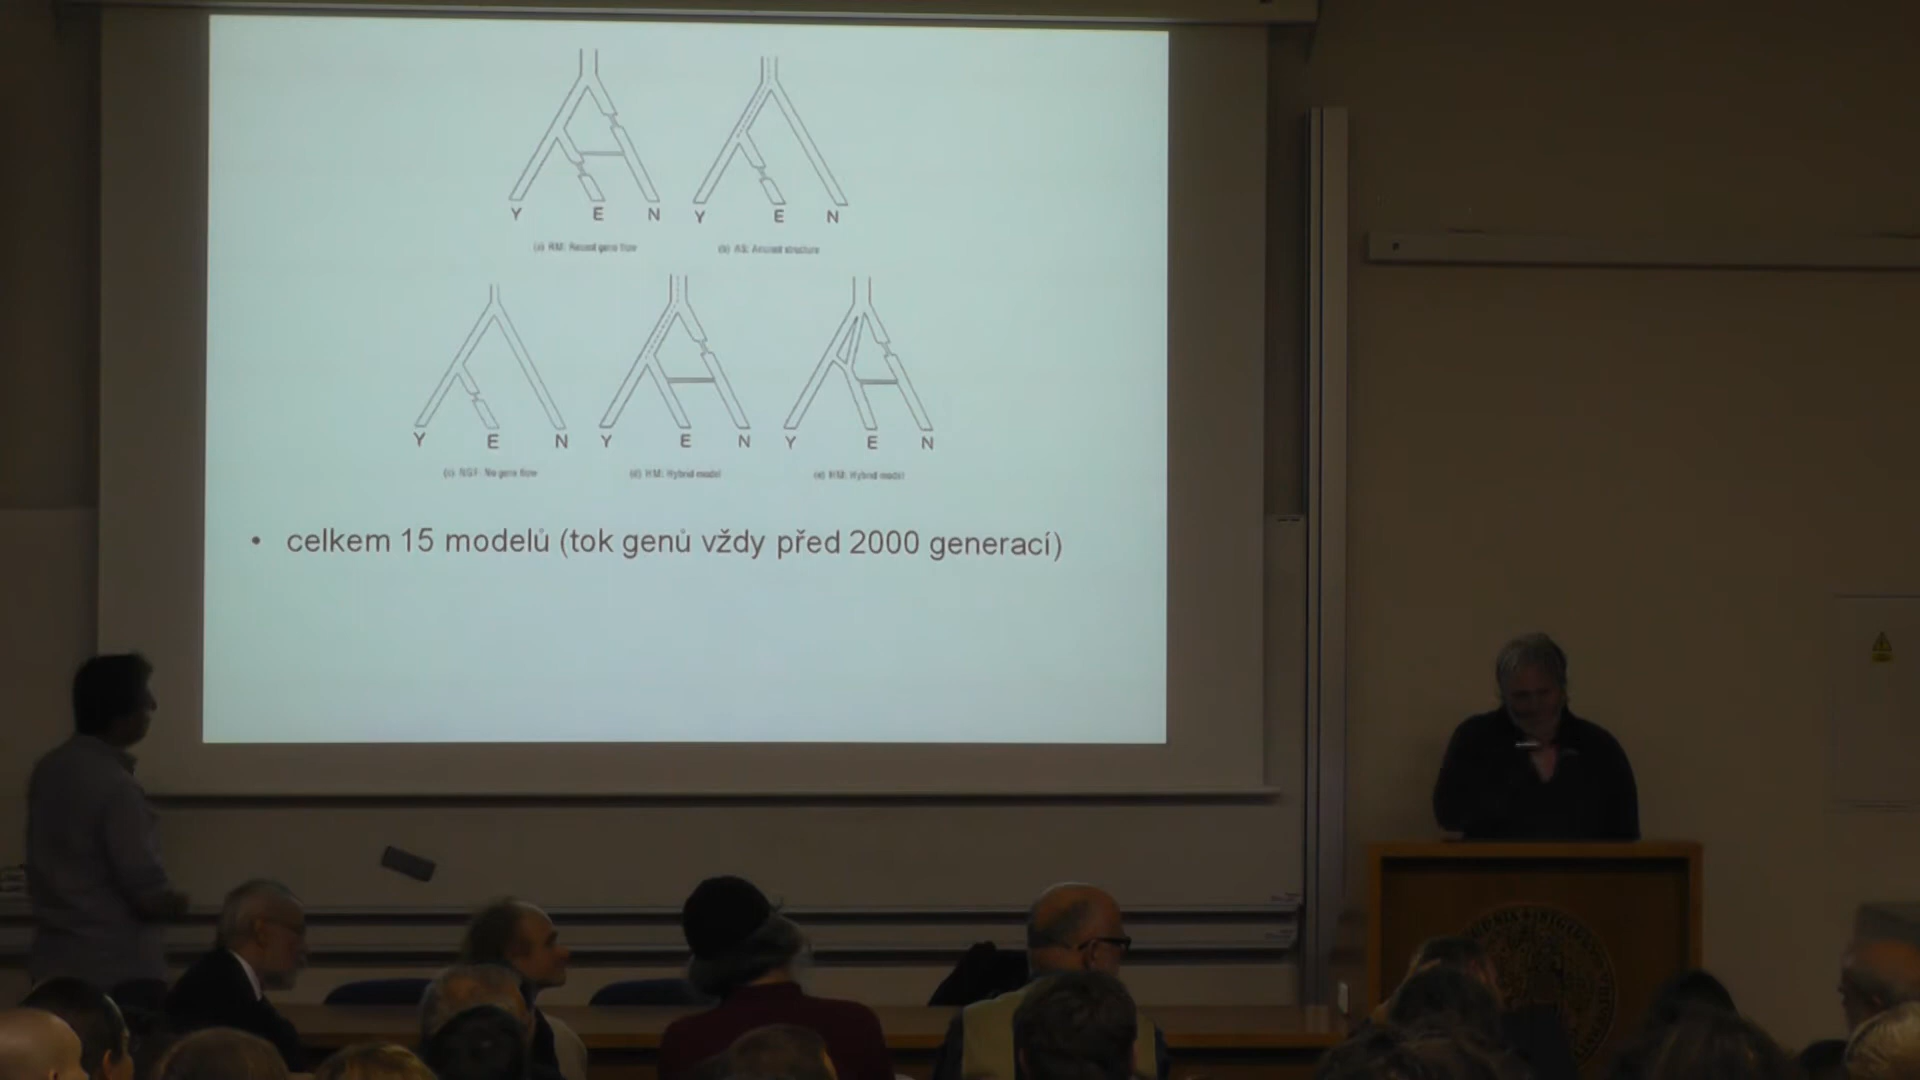 Y E N Y E N
(a) RM: Recent gene flow (b) AS: Ancient structure
Y E N Y E N Y E N
(c) NGF: No gene flow (d) HM: Hybrid model (e) HM: Hybrid model
• celkem 15 modelů (tok genů vždy před 2000 generací)